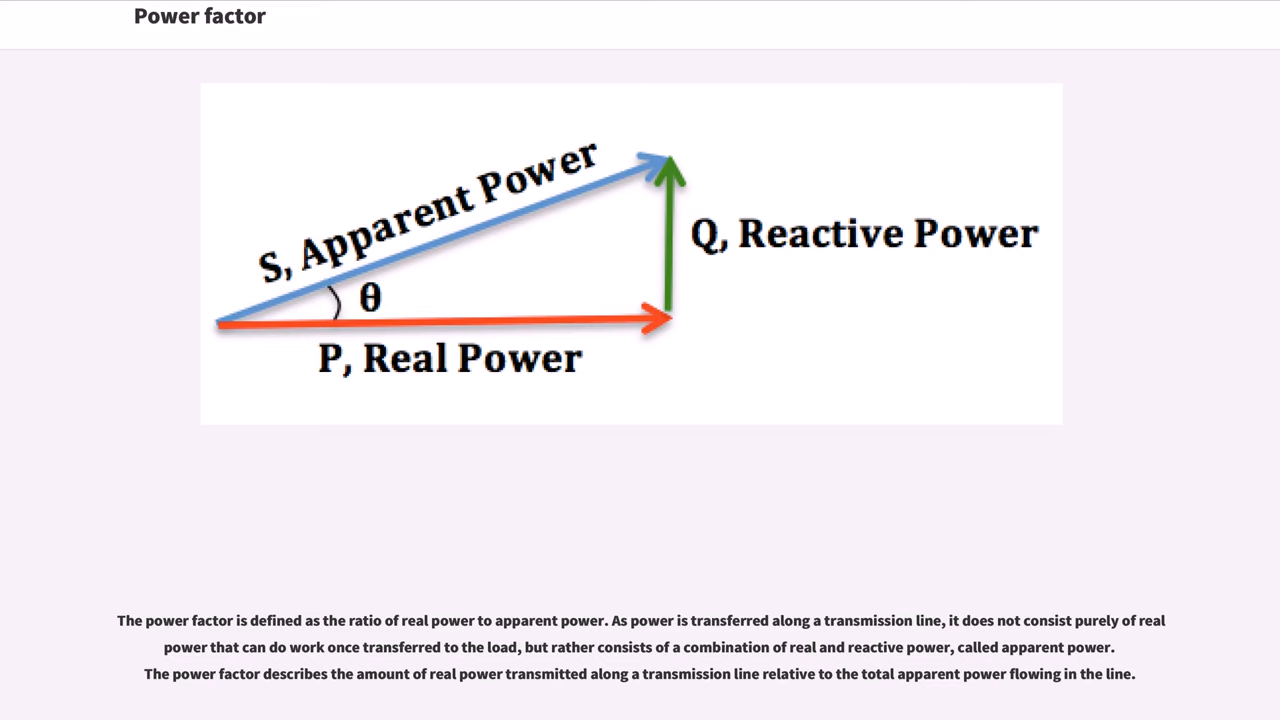 Power factor
S, Apparent Power
θ
Q, Reactive Power
P, Real Power
The power factor is defined as the ratio of real power to apparent power. As power is transferred along a transmission line, it does not consist purely of real
power that can do work once transferred to the load, but rather consists of a combination of real and reactive power, called apparent power.
The power factor describes the amount of real power transmitted along a transmission line relative to the total apparent power flowing in the line.